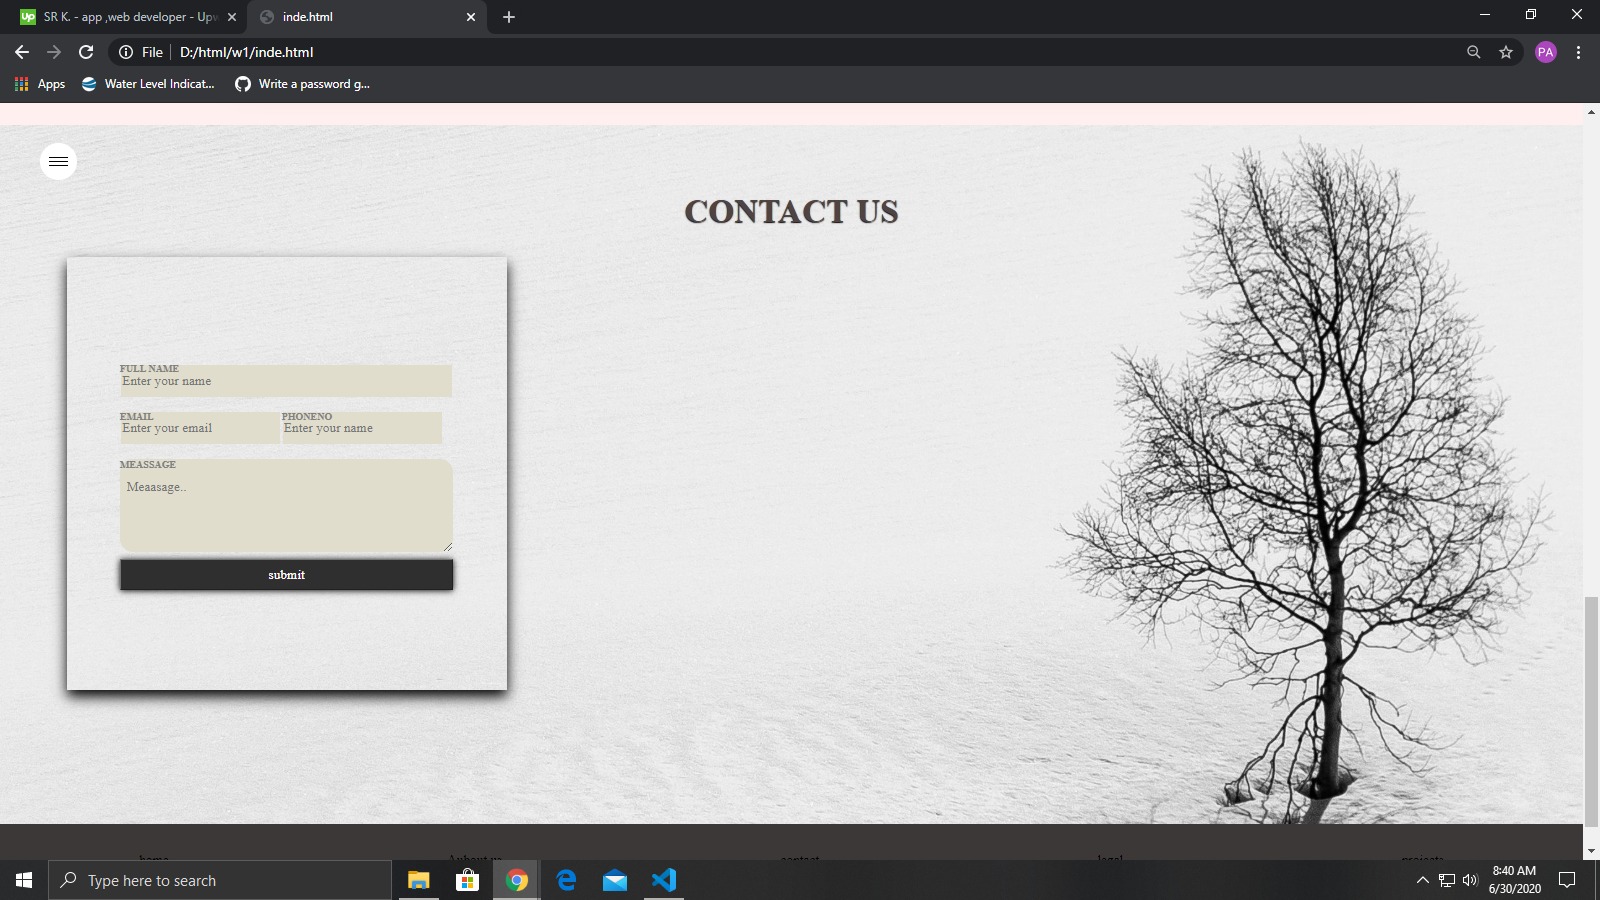 SR K. - app ,web developer - Upw
inde.html
File
D:/html/w1/inde.html
PA
Apps
Water Level Indicat...
Write a password g...
CONTACT US
FULL NAME
Enter your name
EMAIL
PHONENO
Enter your email
Enter your name
MEASSAGE
Meaasage..
submit
home
Auhout us
contact
legal
projects
Type here to search
8:40 AM
6/30/2020